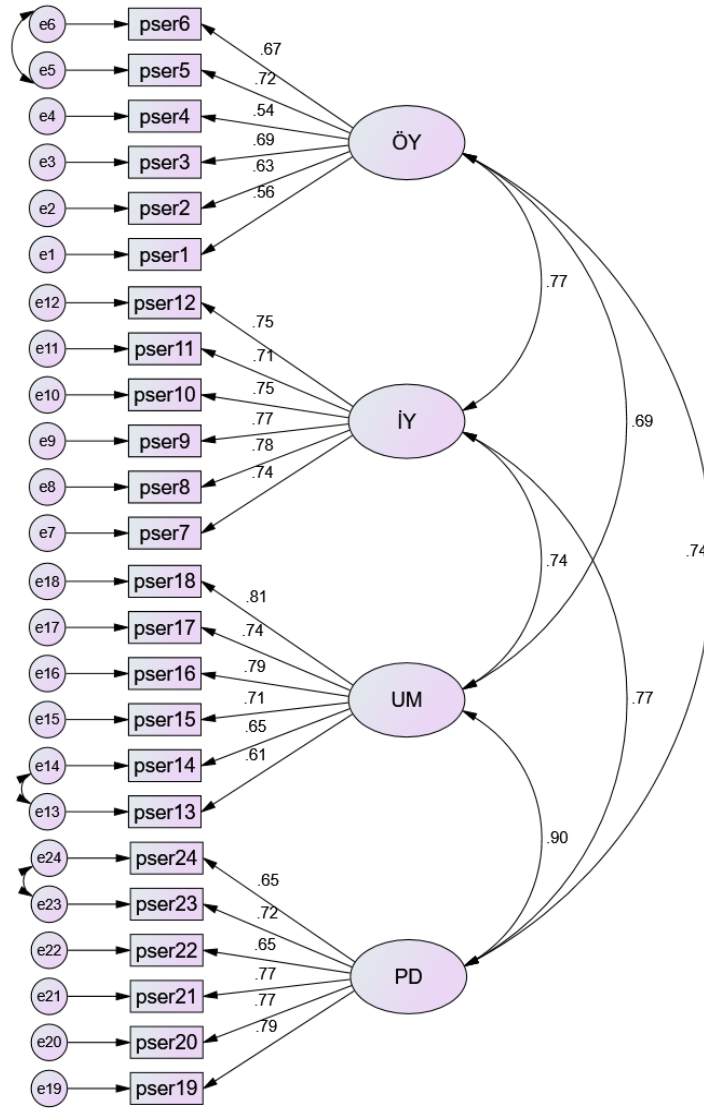 e6 pser6 .67
e5 pser5 .72
e4 pser4 .54
e3 pser3 .69 ÖY
e2 pser2 .63
e1 pser1 .56
.77
e12 pser12 .75
e11 pser11 .71
e10 pser10 .75
e9 pser9 .77 İY .69
e8 pser8 .78
e7 pser7 .74
.74 .74
e18 pser18 .81
e17 pser17 .74
e16 pser16 .79
e15 pser15 .71 UM .77
e14 pser14 .65
e13 pser13 .61
.90
e24 pser24 .65
e23 pser23 .72
e22 pser22 .65
e21 pser21 .77 PD
e20 pser20 .77
e19 pser19 .79